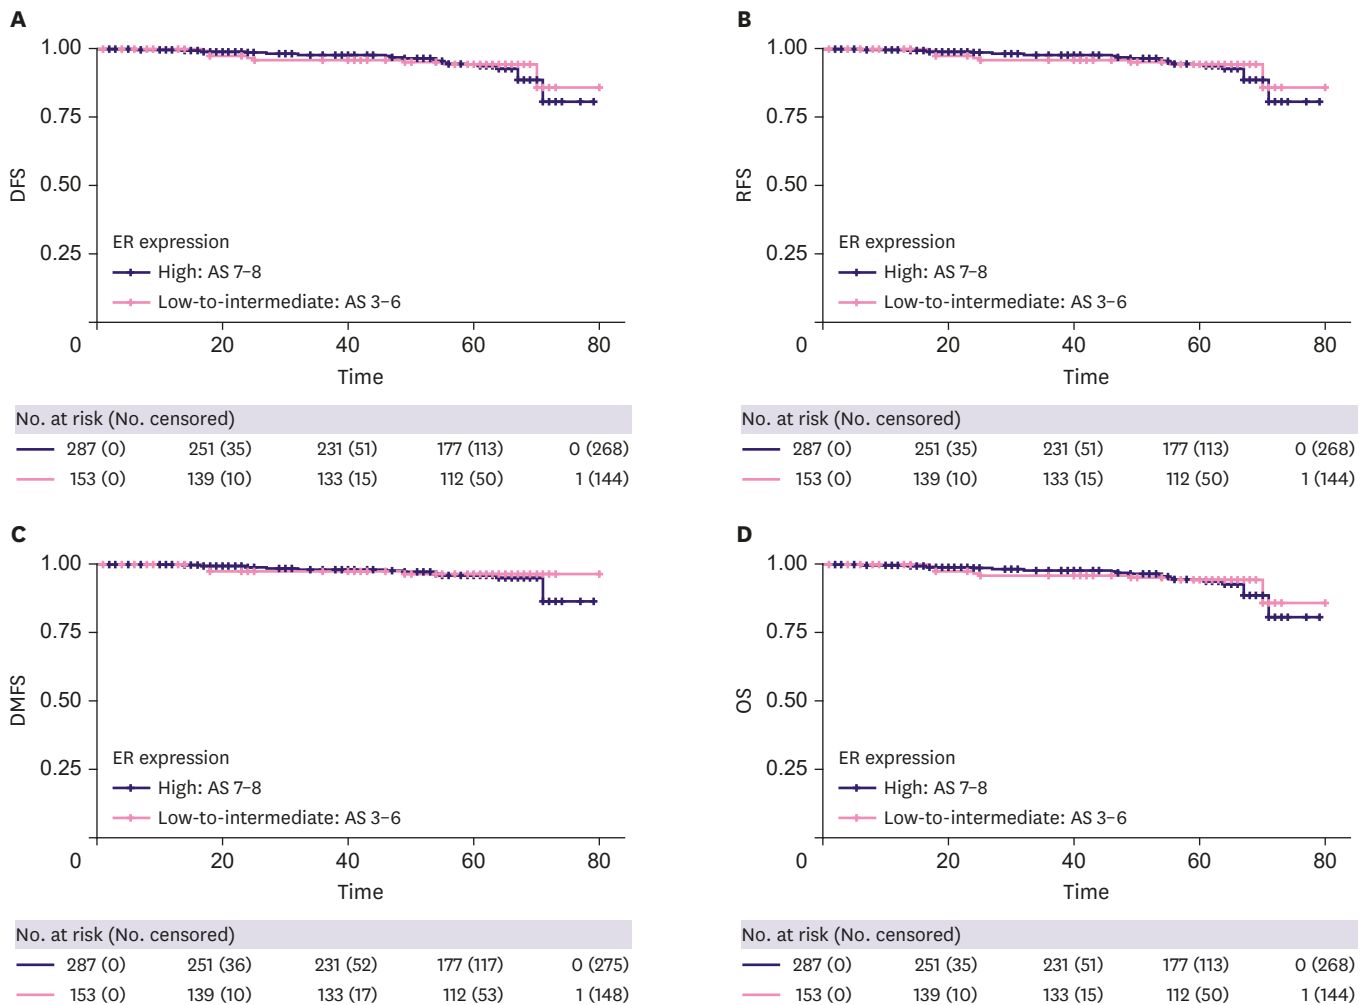 A
1.00
0.75
0.50
0.25
DFS
ER expression
High: AS 7–8
Low-to-intermediate: AS 3–6
0 20 40 60 80
Time
No. at risk (No. censored)
287 (0) 251 (35) 231 (51) 177 (113) 0 (268)
153 (0) 139 (10) 133 (15) 112 (50) 1 (144)
B
1.00
0.75
0.50
0.25
RFS
ER expression
High: AS 7–8
Low-to-intermediate: AS 3–6
0 20 40 60 80
Time
No. at risk (No. censored)
287 (0) 251 (35) 231 (51) 177 (113) 0 (268)
153 (0) 139 (10) 133 (15) 112 (50) 1 (144)
C
1.00
0.75
0.50
0.25
DMFS
ER expression
High: AS 7–8
Low-to-intermediate: AS 3–6
0 20 40 60 80
Time
No. at risk (No. censored)
287 (0) 251 (36) 231 (52) 177 (117) 0 (275)
153 (0) 139 (10) 133 (17) 112 (53) 1 (148)
D
1.00
0.75
0.50
0.25
OS
ER expression
High: AS 7–8
Low-to-intermediate: AS 3–6
0 20 40 60 80
Time
No. at risk (No. censored)
287 (0) 251 (35) 231 (51) 177 (113) 0 (268)
153 (0) 139 (10) 133 (15) 112 (50) 1 (144)